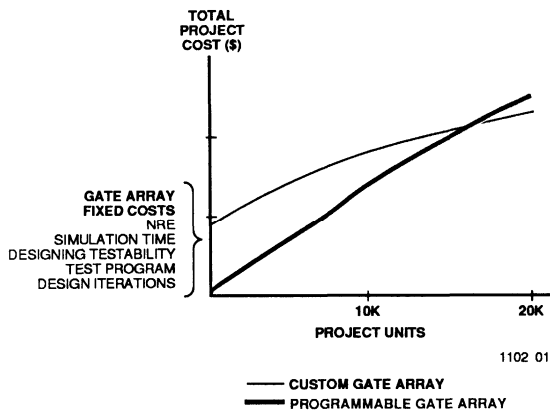 TOTAL
PROJECT
COST ($)
GATE ARRAY
FIXED COSTS
NRE
SIMULATION TIME
DESIGNING TESTABILITY
TEST PROGRAM
DESIGN ITERATIONS
10K
20K
PROJECT UNITS
1102 01
CUSTOM GATE ARRAY
PROGRAMMABLE GATE ARRAY